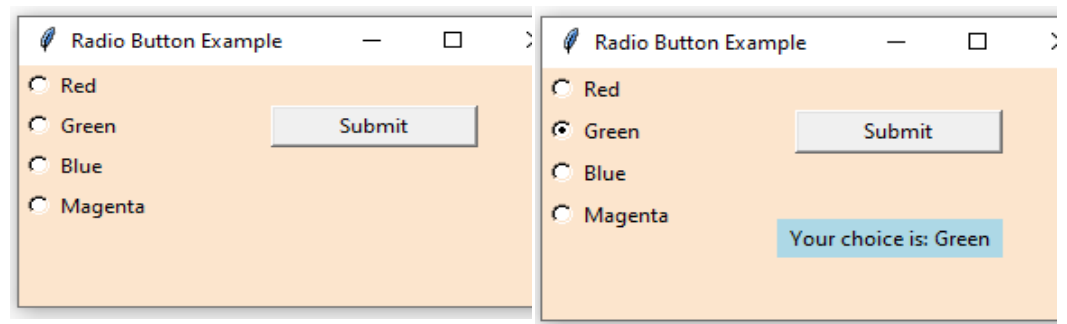 Radio Button Example
Red
Green
Submit
Blue
Magenta
Radio Button Example
Red
Green
Submit
Blue
Magenta
Your choice is: Green